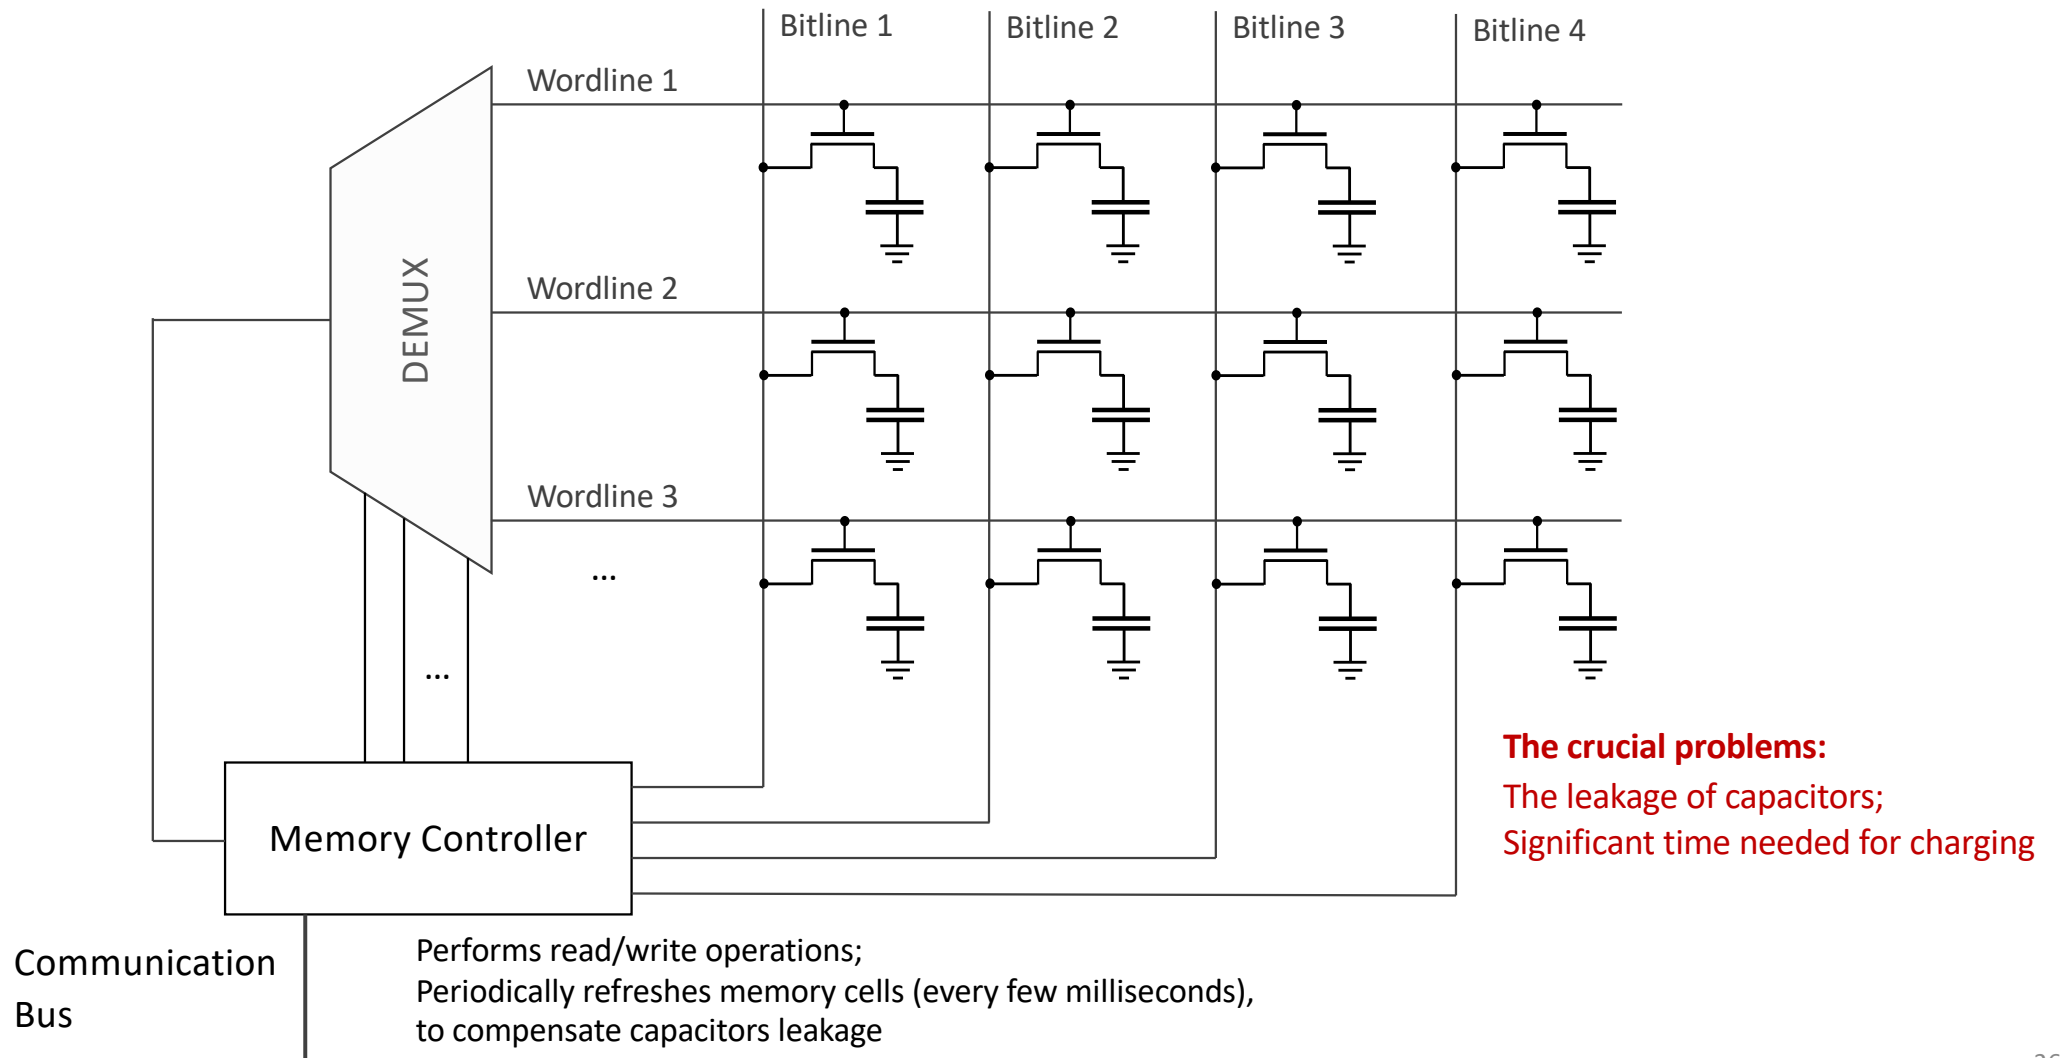 Bitline 1
Bitline 2
Bitline 3
Bitline 4
Wordline 1
Wordline 2
DEMUX
Wordline 3
...
...
The crucial problems:
The leakage of capacitors;
Significant time needed for charging
Memory Controller
Communication
Bus
Performs read/write operations;
Periodically refreshes memory cells (every few milliseconds),
to compensate capacitors leakage